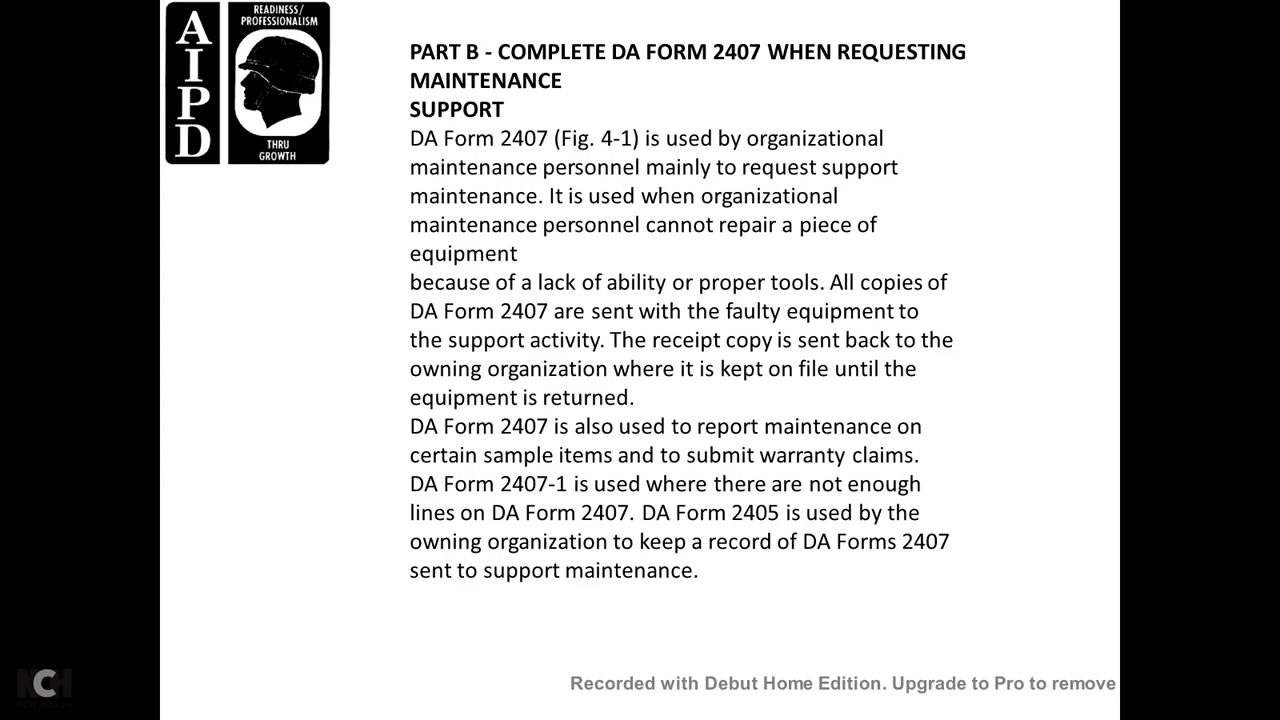 READINESS/
PROFESSIONALISM
AIPD
THRU
GROWTH
PART B - COMPLETE DA FORM 2407 WHEN REQUESTING
MAINTENANCE
SUPPORT
DA Form 2407 (Fig. 4-1) is used by organizational
maintenance personnel mainly to request support
maintenance. It is used when organizational
maintenance personnel cannot repair a piece of
equipment
because of a lack of ability or proper tools. All copies of
DA Form 2407 are sent with the faulty equipment to
the support activity. The receipt copy is sent back to the
owning organization where it is kept on file until the
equipment is returned.
DA Form 2407 is also used to report maintenance on
certain sample items and to submit warranty claims.
DA Form 2407-1 is used where there are not enough
lines on DA Form 2407. DA Form 2405 is used by the
owning organization to keep a record of DA Forms 2407
sent to support maintenance.
NCH
Recorded with Debut Home Edition. Upgrade to Pro to remove